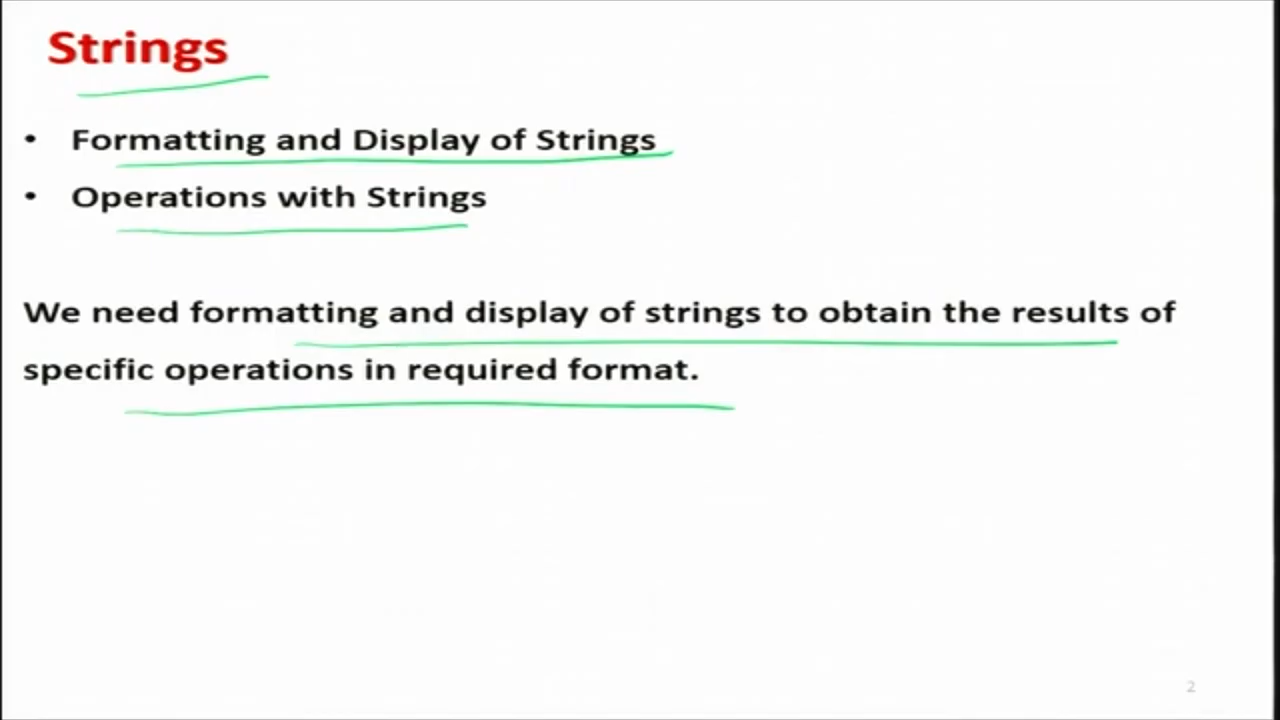 Strings
• Formatting and Display of Strings
• Operations with Strings
We need formatting and display of strings to obtain the results of
specific operations in required format.
2